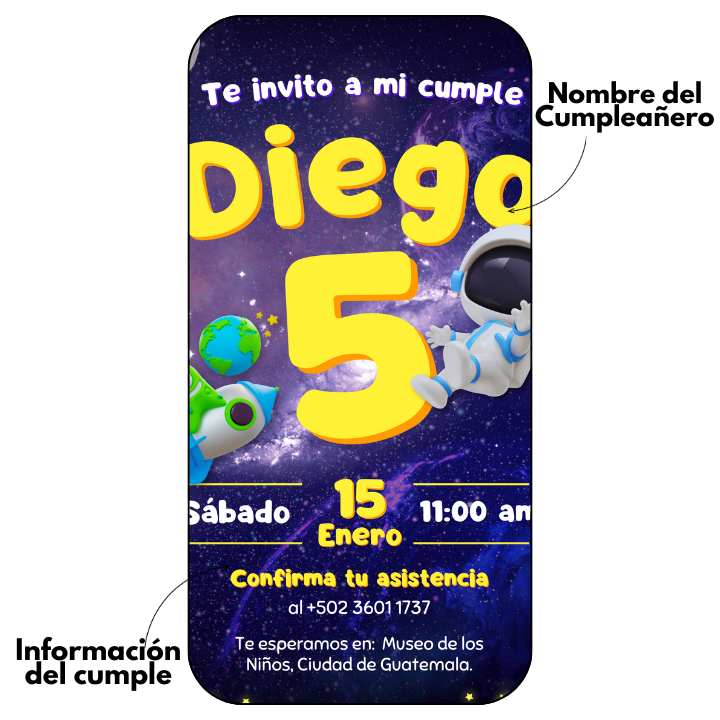 Te invito a mi cumple
Nombre del
Cumpleañero
Diego
5
Sábado
15
Enero
11:00 am
Confirma tu asistencia
al +502 3601 1737
Te esperamos en: Museo de los
Niños, Ciudad de Guatemala.
Información
del cumple